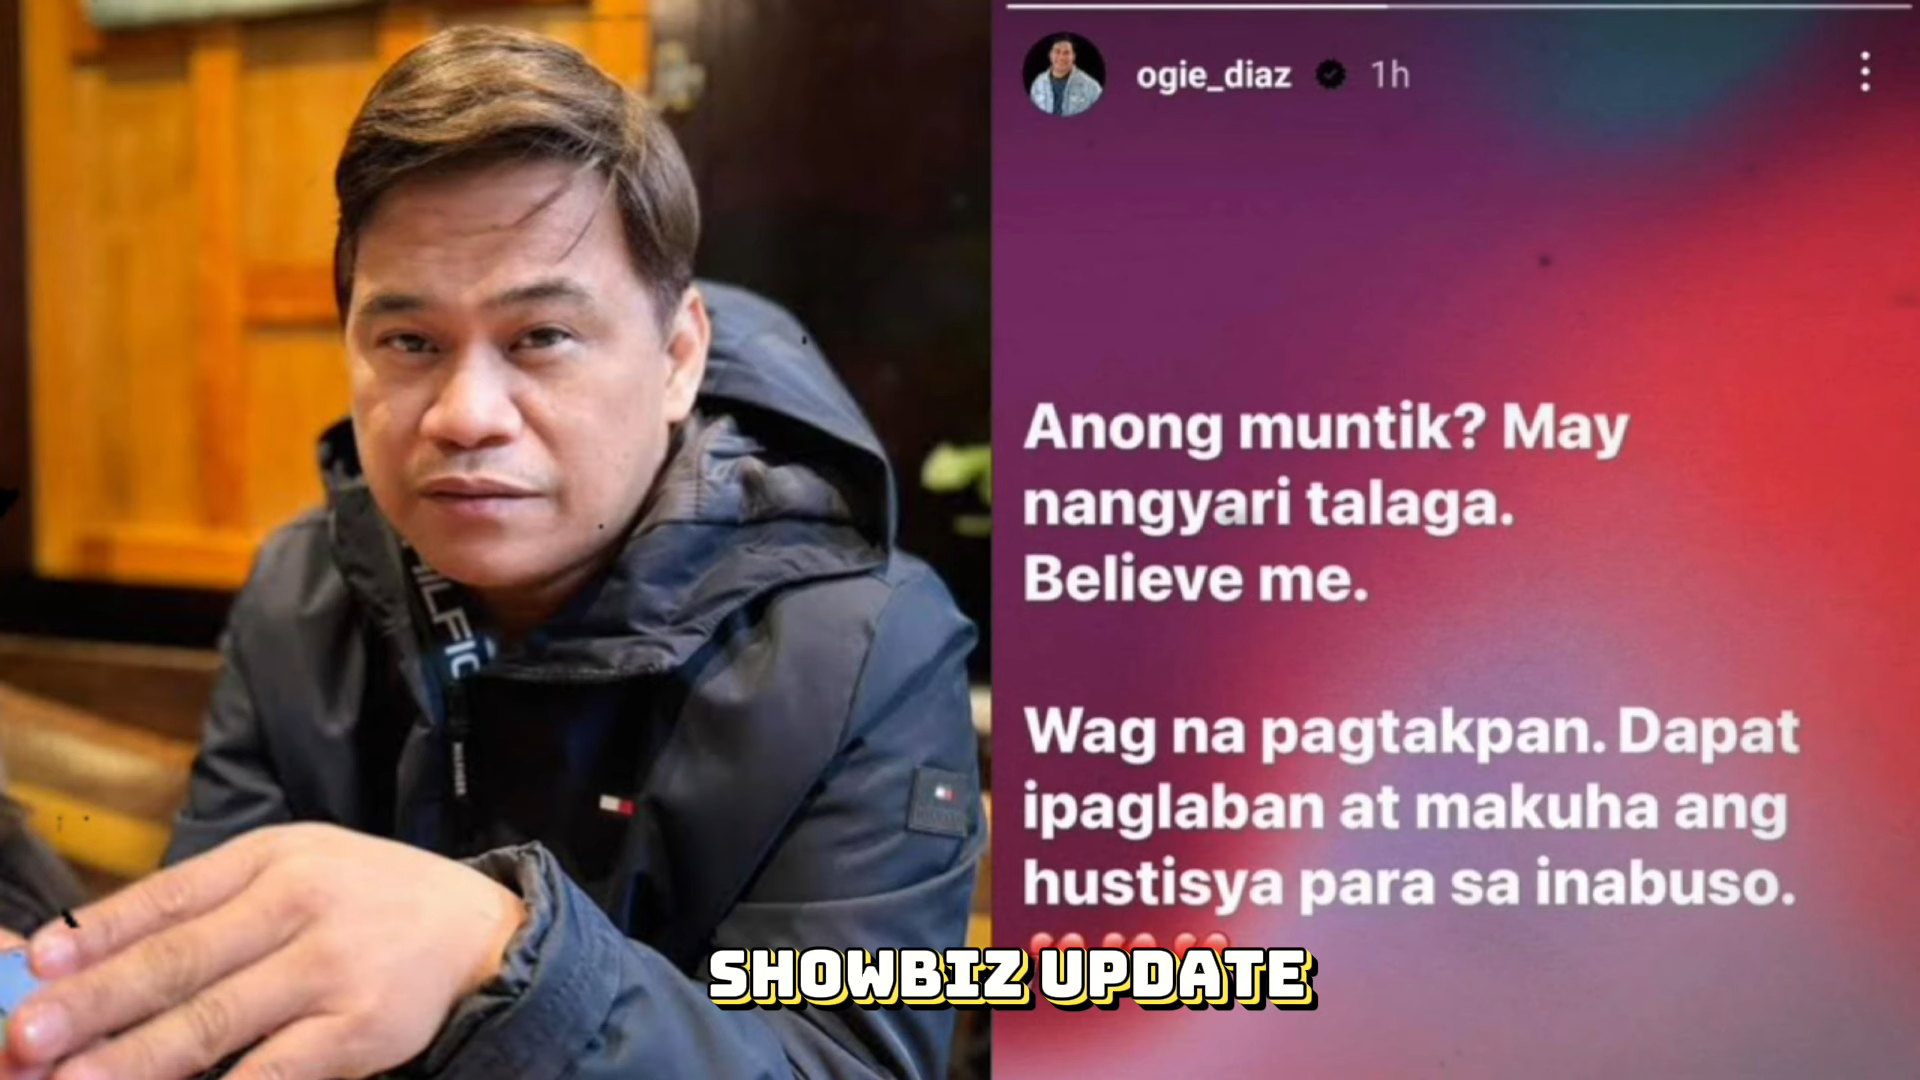 ogie_diaz 1h
Anong muntik? May
nangyari talaga.
Believe me.
Wag na pagtakpan. Dapat
ipaglaban at makuha ang
hustisya para sa inabuso.
SHOWBIZ UPDATE